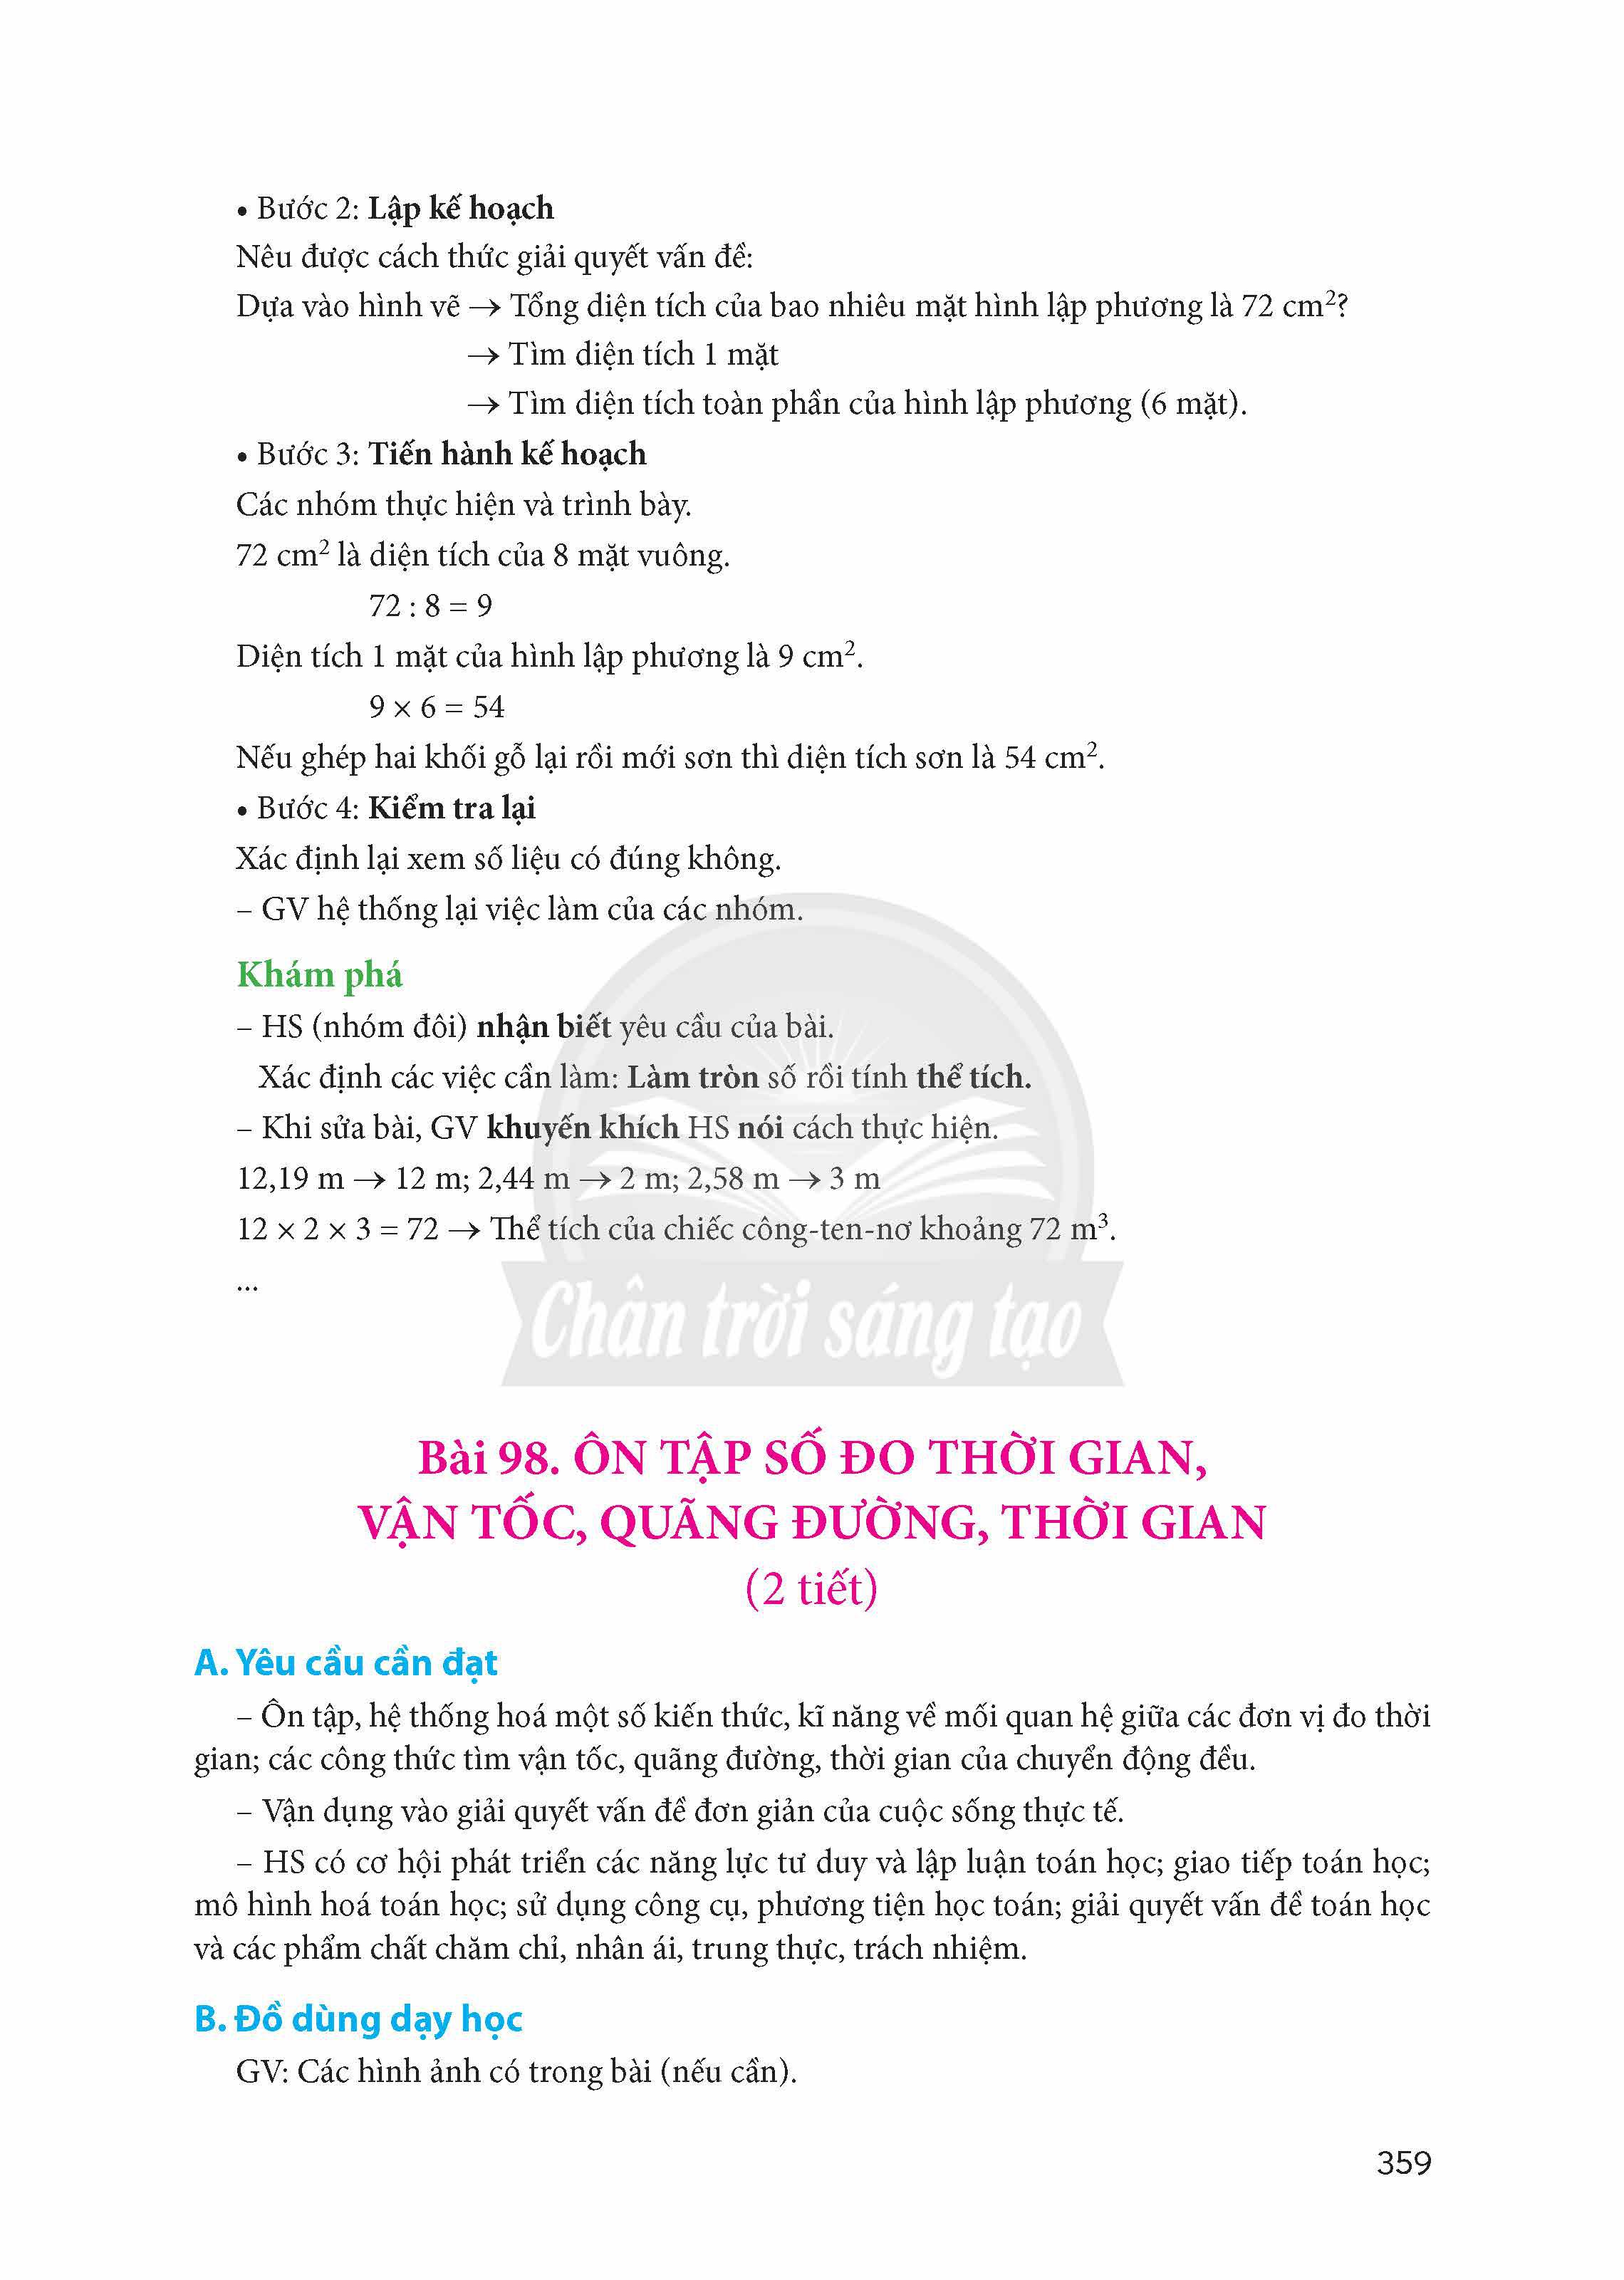 • Bước 2: Lập kế hoạch
Nêu được cách thức giải quyết vấn đề:
Dựa vào hình vẽ → Tổng diện tích của bao nhiêu mặt hình lập phương là 72 cm²?
→ Tìm diện tích 1 mặt
→ Tìm diện tích toàn phần của hình lập phương (6 mặt).
• Bước 3: Tiến hành kế hoạch
Các nhóm thực hiện và trình bày.
72 cm² là diện tích của 8 mặt vuông.
72 : 8 = 9
Diện tích 1 mặt của hình lập phương là 9 cm².
9 × 6 = 54
Nếu ghép hai khối gỗ lại rồi mới sơn thì diện tích sơn là 54 cm².
• Bước 4: Kiểm tra lại
Xác định lại xem số liệu có đúng không.
– GV hệ thống lại việc làm của các nhóm.
Khám phá
– HS (nhóm đôi) nhận biết yêu cầu của bài.
Xác định các việc cần làm: Làm tròn số rồi tính thể tích.
– Khi sửa bài, GV khuyến khích HS nói cách thực hiện.
12,19 m → 12 m; 2,44 m → 2 m; 2,58 m → 3 m
12 × 2 × 3 = 72 → Thể tích của chiếc công-ten-nơ khoảng 72 m³.
...
Chân trời sáng tạo
Bài 98. ÔN TẬP SỐ ĐO THỜI GIAN,
VẬN TỐC, QUÃNG ĐƯỜNG, THỜI GIAN
(2 tiết)
A. Yêu cầu cần đạt
– Ôn tập, hệ thống hoá một số kiến thức, kĩ năng về mối quan hệ giữa các đơn vị đo thời
gian; các công thức tìm vận tốc, quãng đường, thời gian của chuyển động đều.
– Vận dụng vào giải quyết vấn đề đơn giản của cuộc sống thực tế.
– HS có cơ hội phát triển các năng lực tư duy và lập luận toán học; giao tiếp toán học;
mô hình hoá toán học; sử dụng công cụ, phương tiện học toán; giải quyết vấn đề toán học
và các phẩm chất chăm chỉ, nhân ái, trung thực, trách nhiệm.
B. Đồ dùng dạy học
GV: Các hình ảnh có trong bài (nếu cần).
359